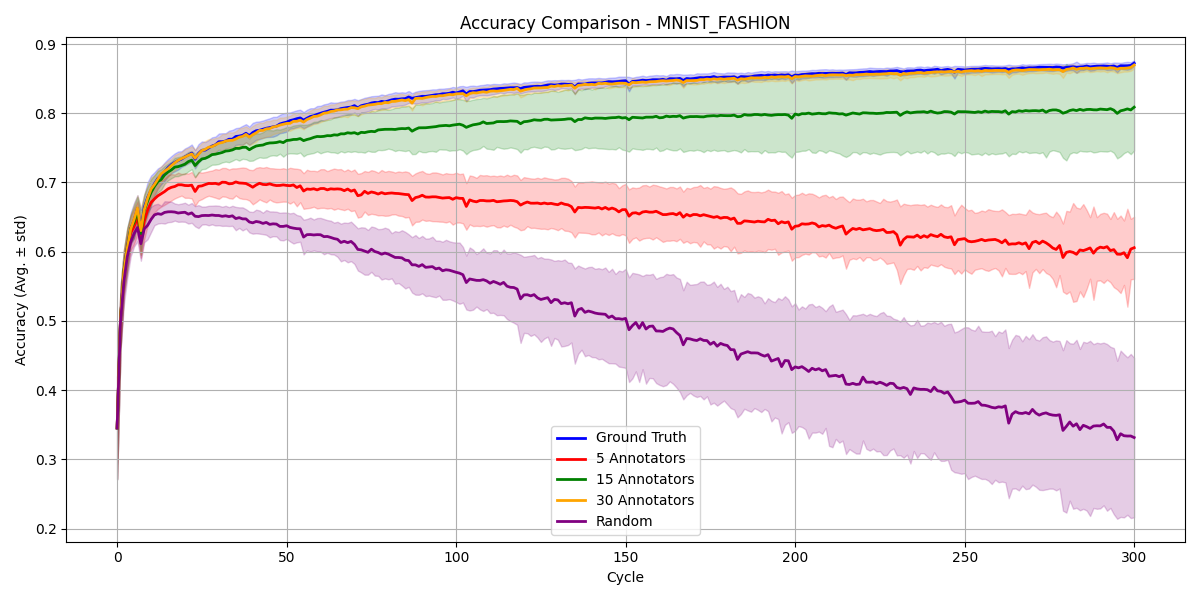 Accuracy Comparison - MNIST_FASHION
Accuracy (Avg. ± std)
0.9
0.8
0.7
0.6
0.5
0.4
0.3
0.2
Ground Truth
5 Annotators
15 Annotators
30 Annotators
Random
0 50 100 150 200 250 300
Cycle